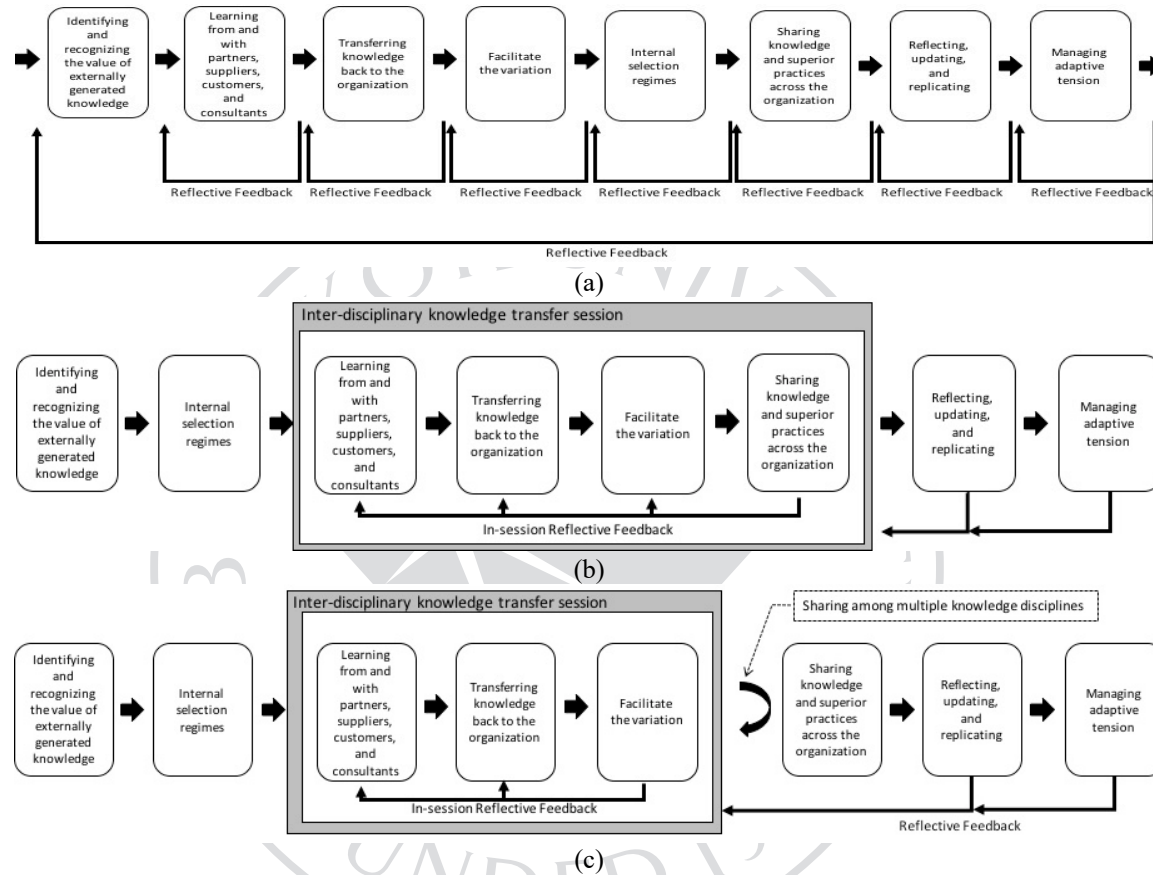 Identifying
and
recognizing
the value of
externally
generated
knowledge
Learning
from and
with
partners,
suppliers,
customers,
and
consultants
Transferring
knowledge
back to the
organization
Facilitate
the variation
Internal
selection
regimes
Sharing
knowledge
and superior
practices
across the
organization
Reflecting,
updating,
and
replicating
Managing
adaptive
tension
Reflective Feedback
Reflective Feedback
Reflective Feedback
Reflective Feedback
Reflective Feedback
Reflective Feedback
Reflective Feedback
Reflective Feedback
(a)
Inter-disciplinary knowledge transfer session
Identifying
and
recognizing
the value of
externally
generated
knowledge
Internal
selection
regimes
Learning
from and
with
partners,
suppliers,
customers,
and
consultants
Transferring
knowledge
back to the
organization
Facilitate
the variation
Sharing
knowledge
and superior
practices
across the
organization
Reflecting,
updating,
and
replicating
Managing
adaptive
tension
In-session Reflective Feedback
(b)
Inter-disciplinary knowledge transfer session
Sharing among multiple knowledge disciplines
Identifying
and
recognizing
the value of
externally
generated
knowledge
Internal
selection
regimes
Learning
from and
with
partners,
suppliers,
customers,
and
consultants
Transferring
knowledge
back to the
organization
Facilitate
the variation
Sharing
knowledge
and superior
practices
across the
organization
Reflecting,
updating,
and
replicating
Managing
adaptive
tension
In-session Reflective Feedback
Reflective Feedback
(c)